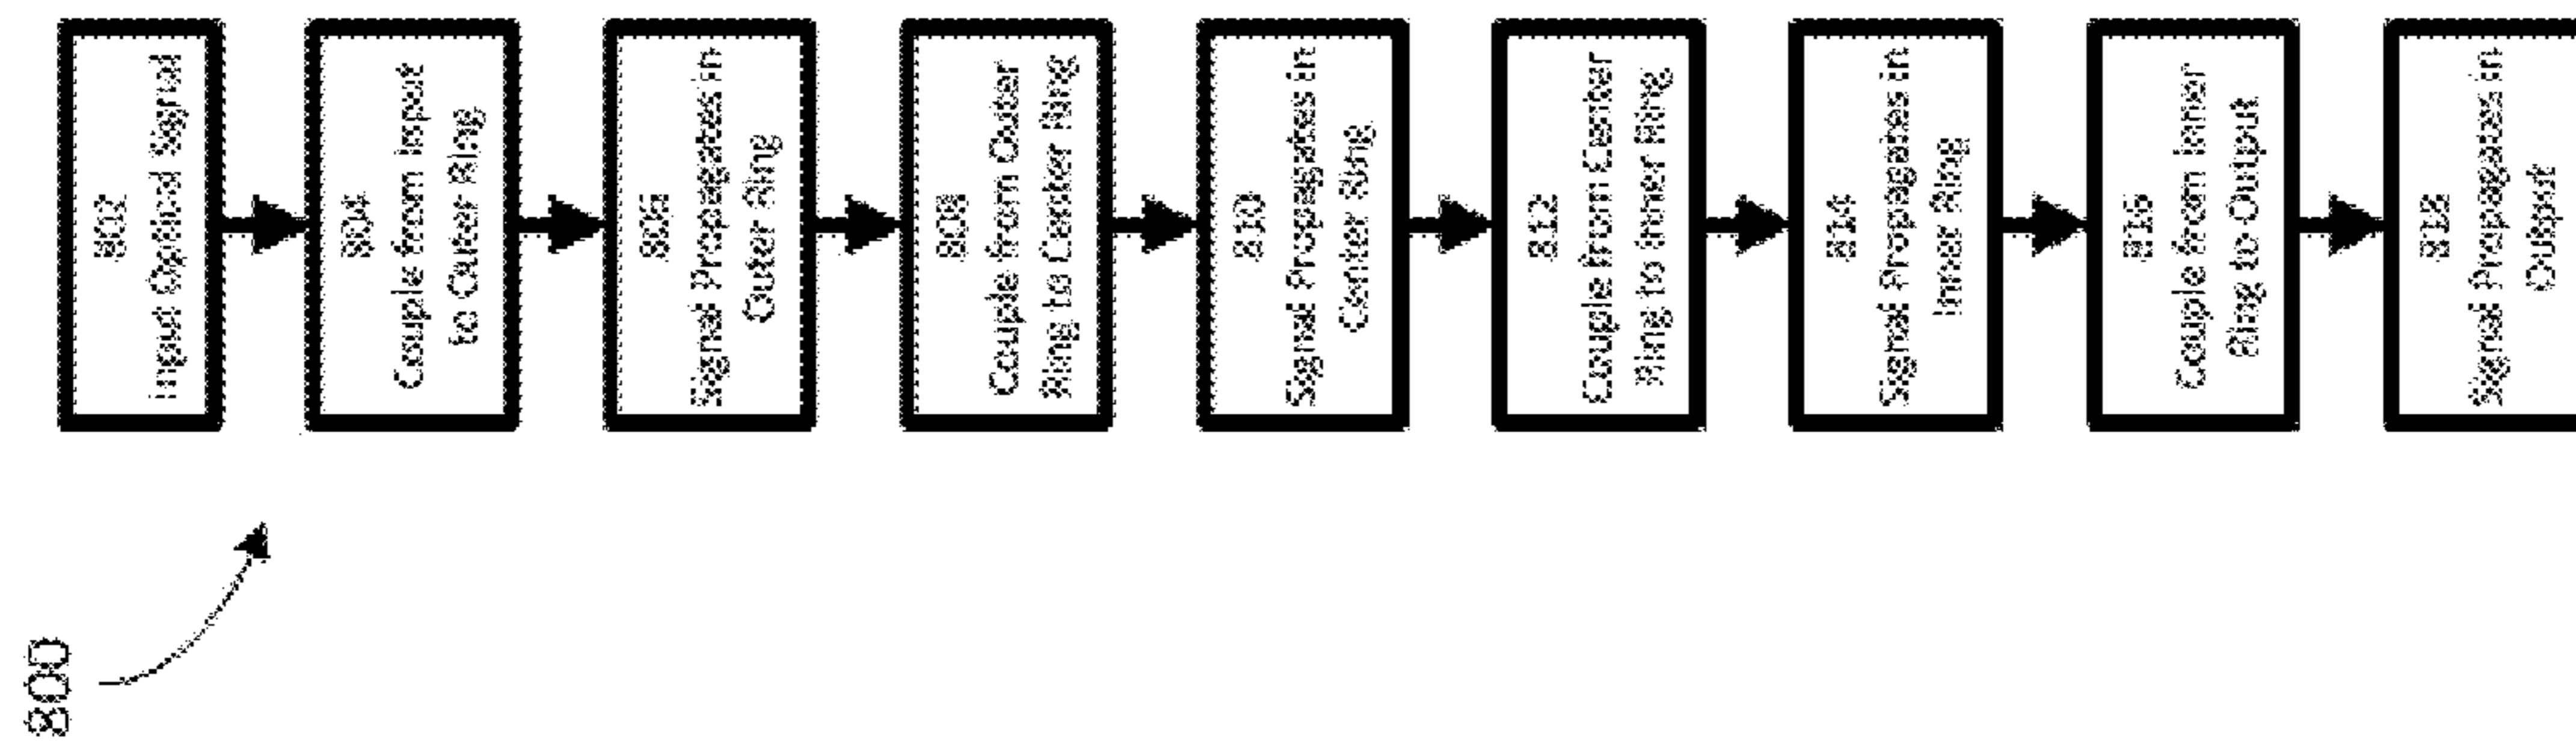 800
802
Input Optical Signal
804
Couple from Input
to Outer Ring
806
Signal Propagates in
Outer Ring
808
Couple from Outer
Ring to Center Ring
810
Signal Propagates in
Center Ring
812
Couple from Center
Ring to Inner Ring
814
Signal Propagates in
Inner Ring
816
Couple from Inner
Ring to Output
818
Signal Propagates in
Output